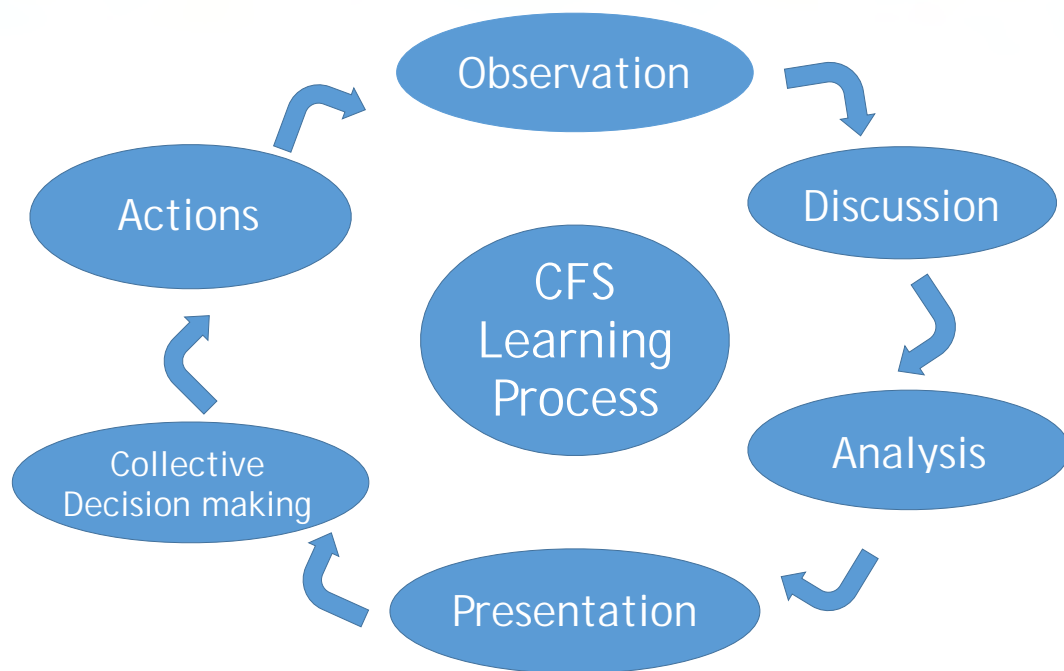 Observation
Discussion
Analysis
Presentation
Collective
Decision making
Actions
CFS
Learning
Process